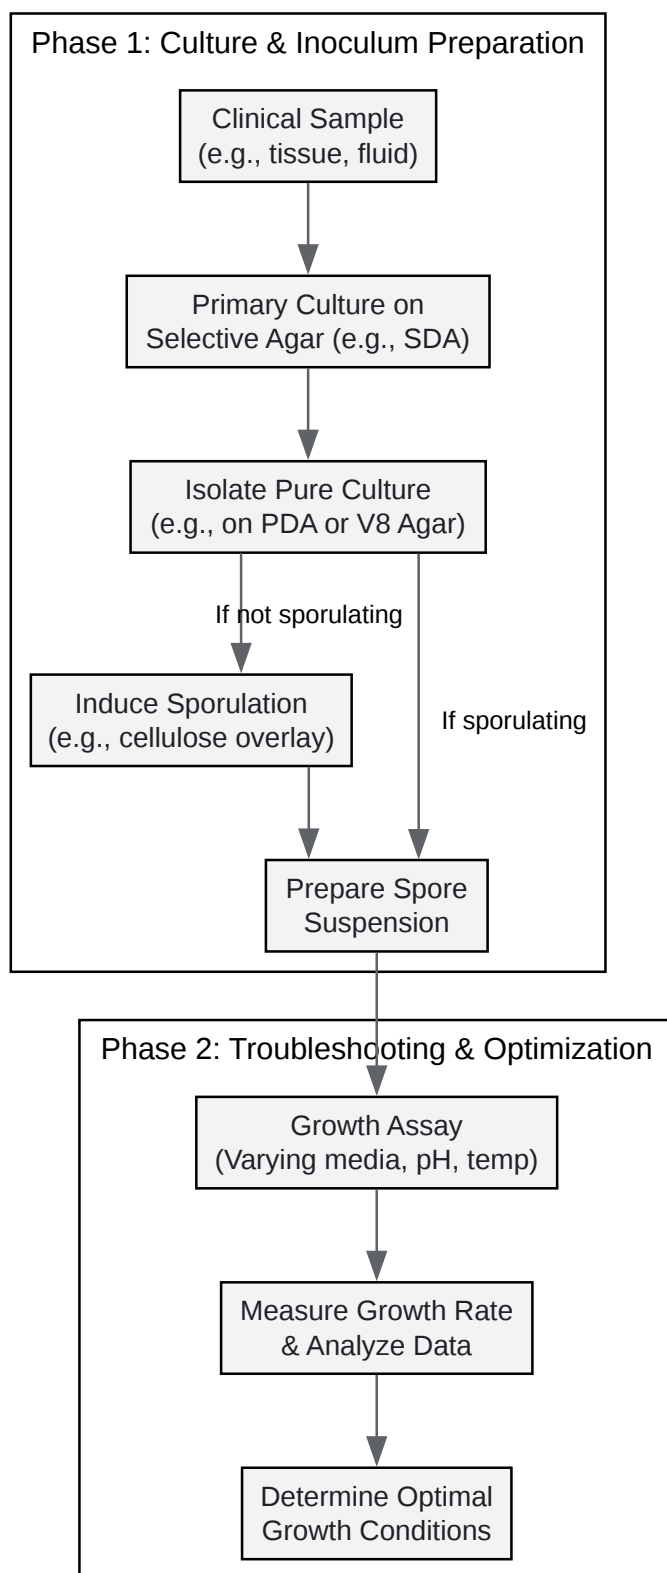 Phase 1: Culture & Inoculum Preparation
Clinical Sample
(e.g., tissue, fluid)
Primary Culture on
Selective Agar (e.g., SDA)
Isolate Pure Culture
(e.g., on PDA or V8 Agar)
If not sporulating
Induce Sporulation
(e.g., cellulose overlay)
If sporulating
Prepare Spore
Suspension
Phase 2: Troubleshooting & Optimization
Growth Assay
(Varying media, pH, temp)
Measure Growth Rate
& Analyze Data
Determine Optimal
Growth Conditions